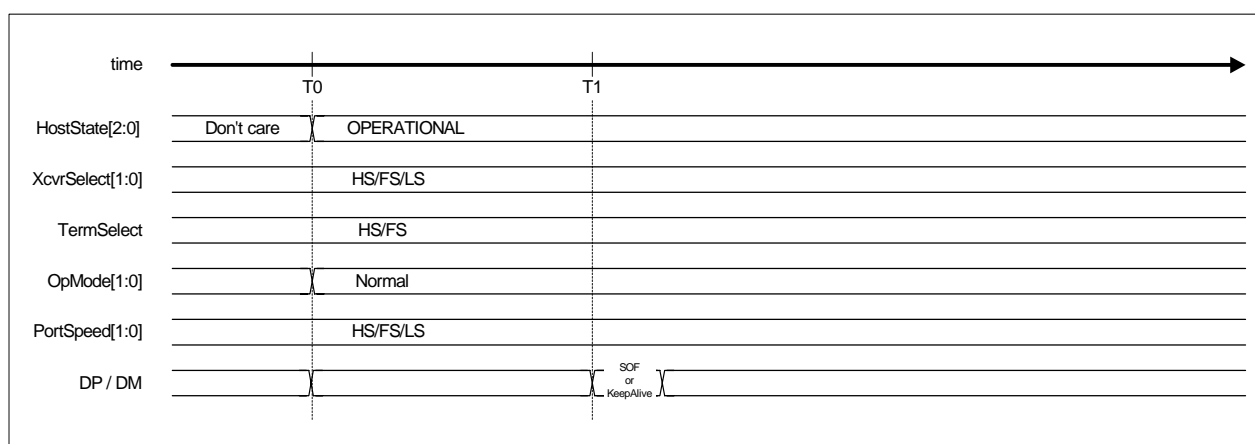 time
T0 T1
HostState[2:0] Don't care OPERATIONAL
XcvrSelect[1:0] HS/FS/LS
TermSelect HS/FS
OpMode[1:0] Normal
PortSpeed[1:0] HS/FS/LS
DP / DM
SOF
or
KeepAlive